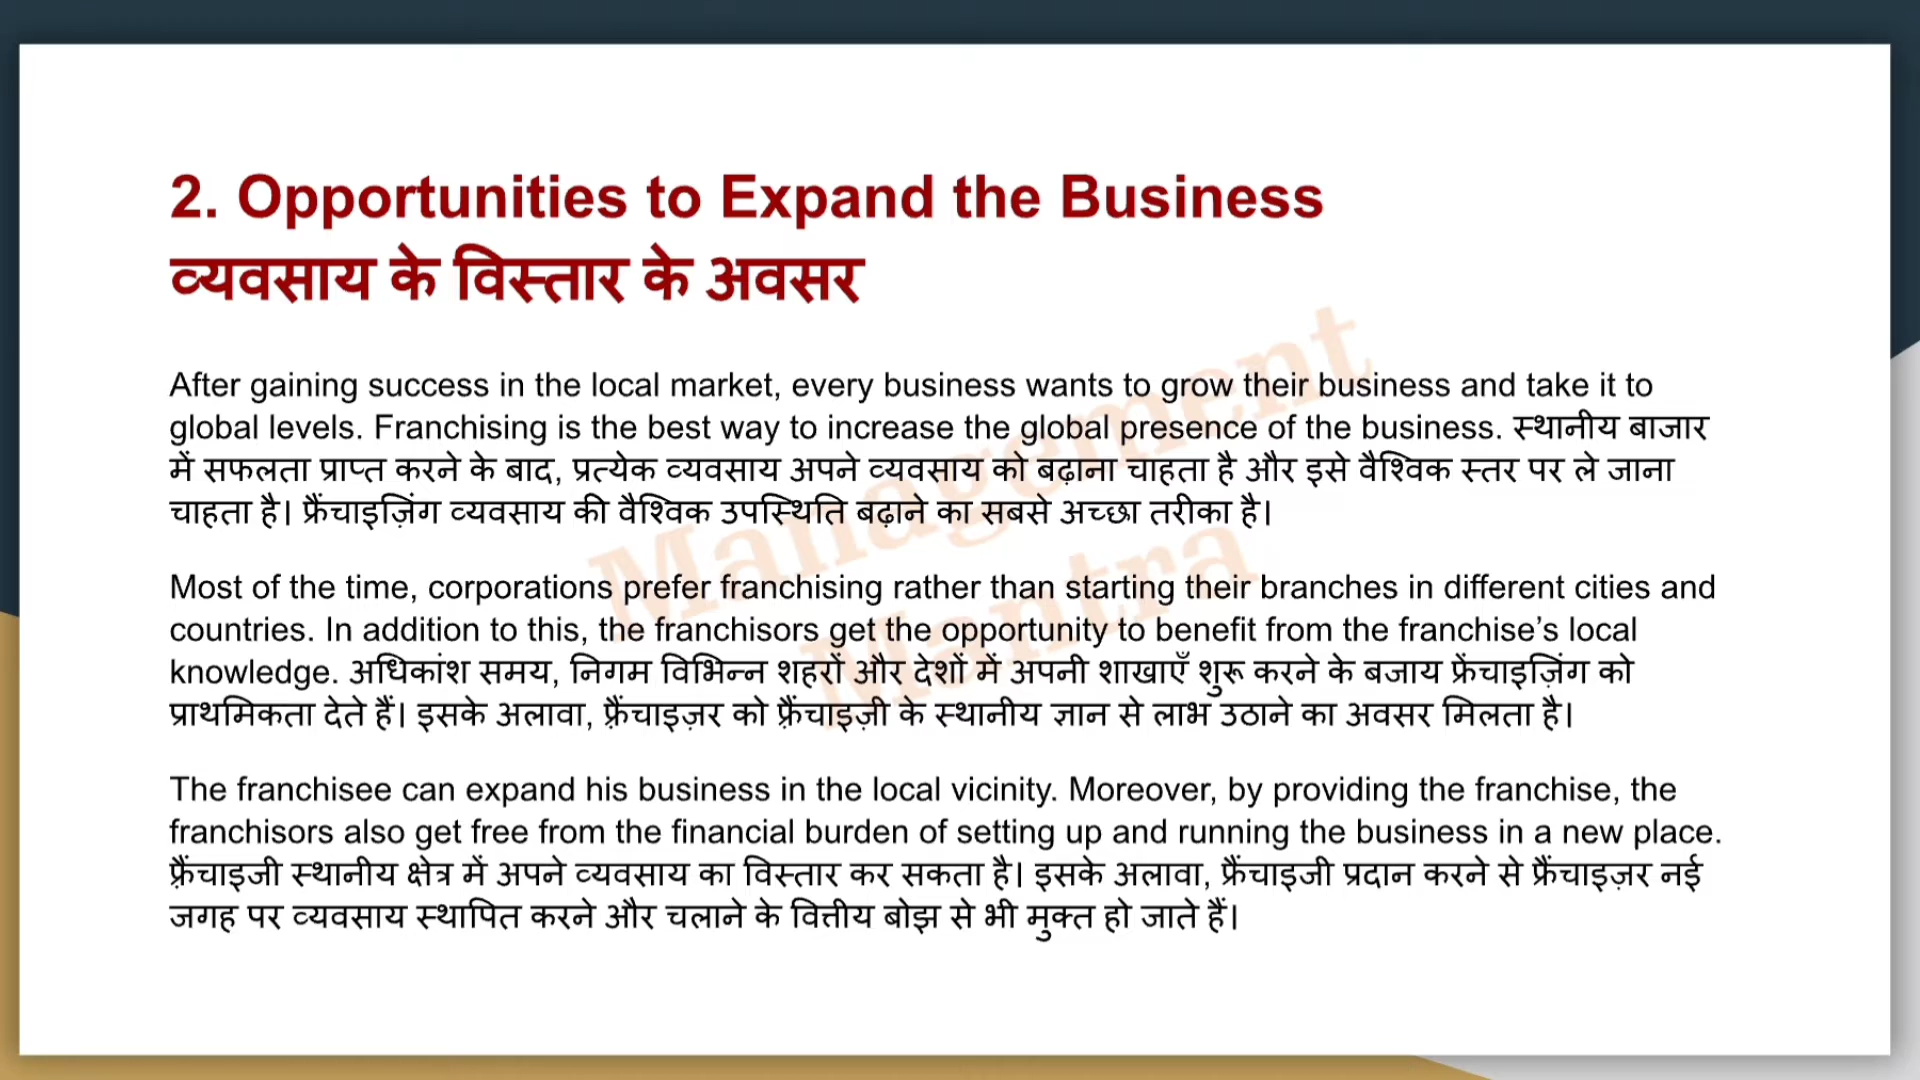 2. Opportunities to Expand the Business
व्यवसाय के विस्तार के अवसर
After gaining success in the local market, every business wants to grow their business and take it to
global levels. Franchising is the best way to increase the global presence of the business. स्थानीय बाजार
में सफलता प्राप्त करने के बाद, प्रत्येक व्यवसाय अपने व्यवसाय को बढ़ाना चाहता है और इसे वैश्विक स्तर पर ले जाना
चाहता है। फ्रैंचाइज़िंग व्यवसाय की वैश्विक उपस्थिति बढ़ाने का सबसे अच्छा तरीका है।
Most of the time, corporations prefer franchising rather than starting their branches in different cities and
countries. In addition to this, the franchisors get the opportunity to benefit from the franchise’s local
knowledge. अधिकांश समय, निगम विभिन्न शहरों और देशों में अपनी शाखाएँ शुरू करने के बजाय फ्रेंचाइज़िंग को
प्राथमिकता देते हैं। इसके अलावा, फ़्रैंचाइज़र को फ़्रैंचाइज़ी के स्थानीय ज्ञान से लाभ उठाने का अवसर मिलता है।
The franchisee can expand his business in the local vicinity. Moreover, by providing the franchise, the
franchisors also get free from the financial burden of setting up and running the business in a new place.
फ़्रैंचाइजी स्थानीय क्षेत्र में अपने व्यवसाय का विस्तार कर सकता है। इसके अलावा, फ्रैंचाइजी प्रदान करने से फ्रैंचाइज़र नई
जगह पर व्यवसाय स्थापित करने और चलाने के वित्तीय बोझ से भी मुक्त हो जाते हैं।
Management
Mantra